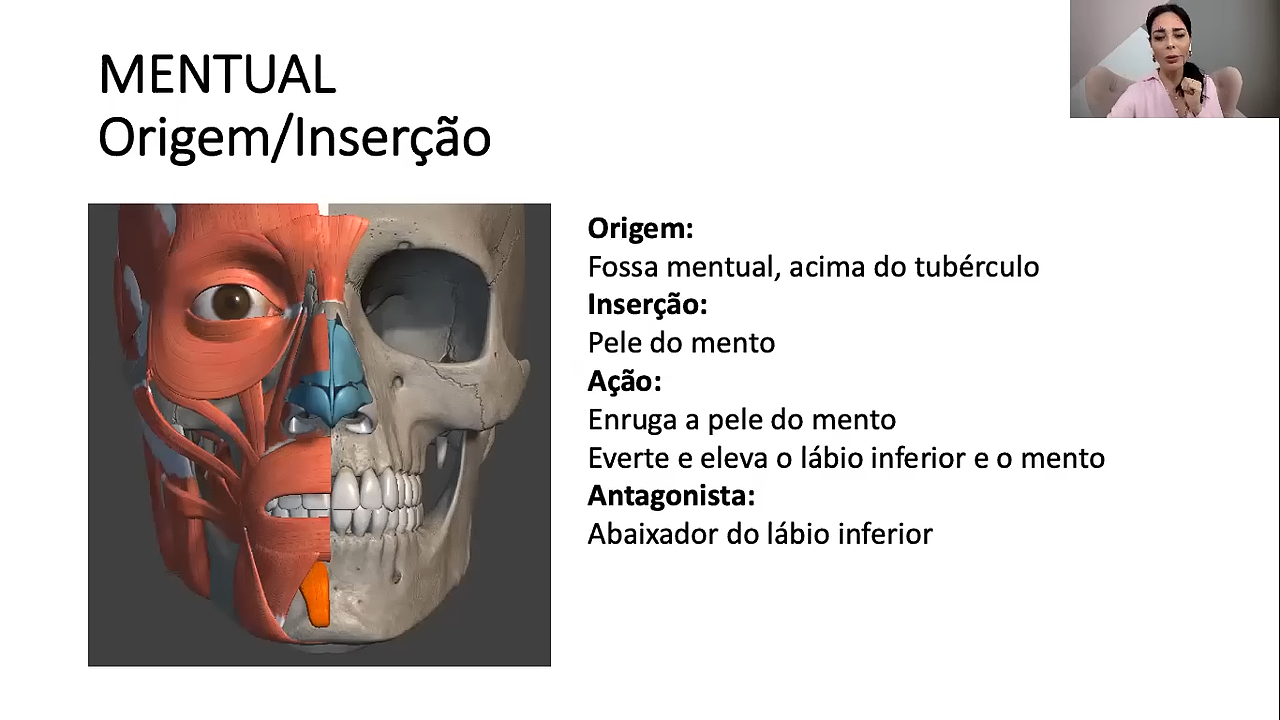 MENTUAL
Origem/Inserção
Origem:
Fossa mentual, acima do tubérculo
Inserção:
Pele do mento
Ação:
Enruga a pele do mento
Everte e eleva o lábio inferior e o mento
Antagonista:
Abaixador do lábio inferior